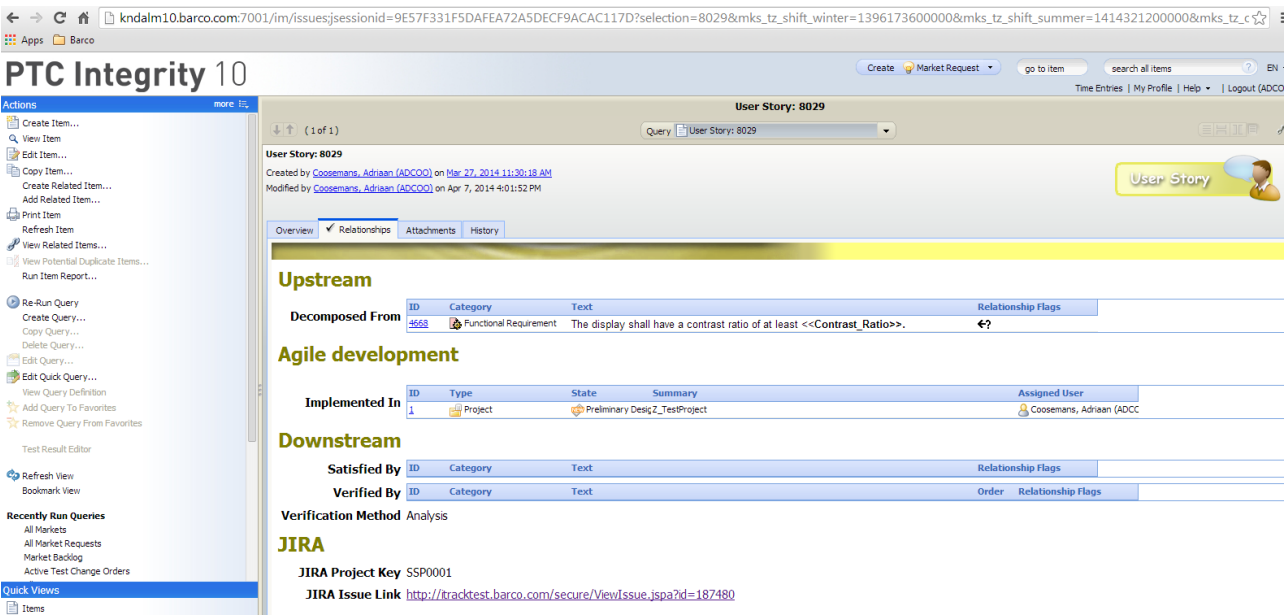 kndalm10.barco.com:7001/im/issues;jsessionid=9E57F331F5DAFEA72A5DECF9ACAC117D?selection=8029&mks_tz_shift_winter=1396173600000&mks_tz_shift_summer=1414321200000&mks_tz_c
Apps Barco
PTC Integrity 10
Create Market Request go to item search all items ? EN
Time Entries | My Profile | Help | Logout (ADCO
Actions more
User Story: 8029
Create Item...
View Item
Edit Item...
Copy Item...
Create Related Item...
Add Related Item...
Print Item
Refresh Item
View Related Items...
View Potential Duplicate Items...
Run Item Report...
Re-Run Query
Create Query...
Copy Query...
Delete Query...
Edit Query...
Edit Quick Query...
View Query Definition
Add Query To Favorites
Remove Query From Favorites
Test Result Editor
Refresh View
Bookmark View
Recently Run Queries
All Markets
All Market Requests
Market Backlog
Active Test Change Orders
Quick Views
Items
(1 of 1) Query User Story: 8029
User Story: 8029
Created by Coosemans, Adriaan (ADCOO) on Mar 27, 2014 11:30:18 AM
Modified by Coosemans, Adriaan (ADCOO) on Apr 7, 2014 4:01:52 PM
User Story
Overview Relationships Attachments History
Upstream
ID Category Text Relationship Flags
Decomposed From 4668 Functional Requirement The display shall have a contrast ratio of at least <<Contrast_Ratio>>. ?
Agile development
ID Type State Summary Assigned User
Implemented In 1 Project Preliminary Desig Z_TestProject Coosemans, Adriaan (ADCC
Downstream
Satisfied By ID Category Text Relationship Flags
Verified By ID Category Text Order Relationship Flags
Verification Method Analysis
JIRA
JIRA Project Key SSP0001
JIRA Issue Link http://itracktest.barco.com/secure/ViewIssue.jspa?id=187480